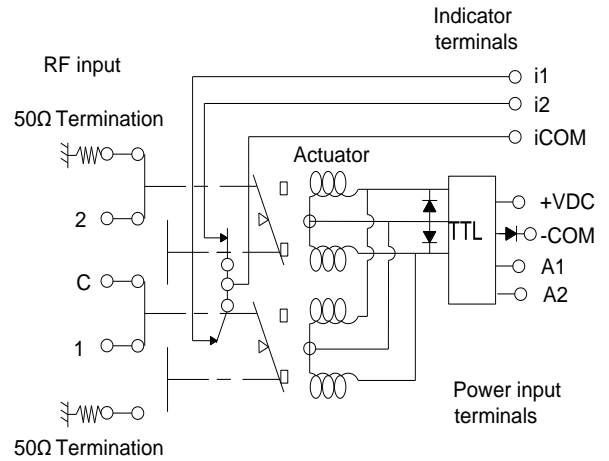 Indicator
terminals
RF input
i1
i2
50Ω Termination
iCOM
Actuator
+VDC
2
TTL
-COM
C
A1
A2
1
Power input
terminals
50Ω Termination